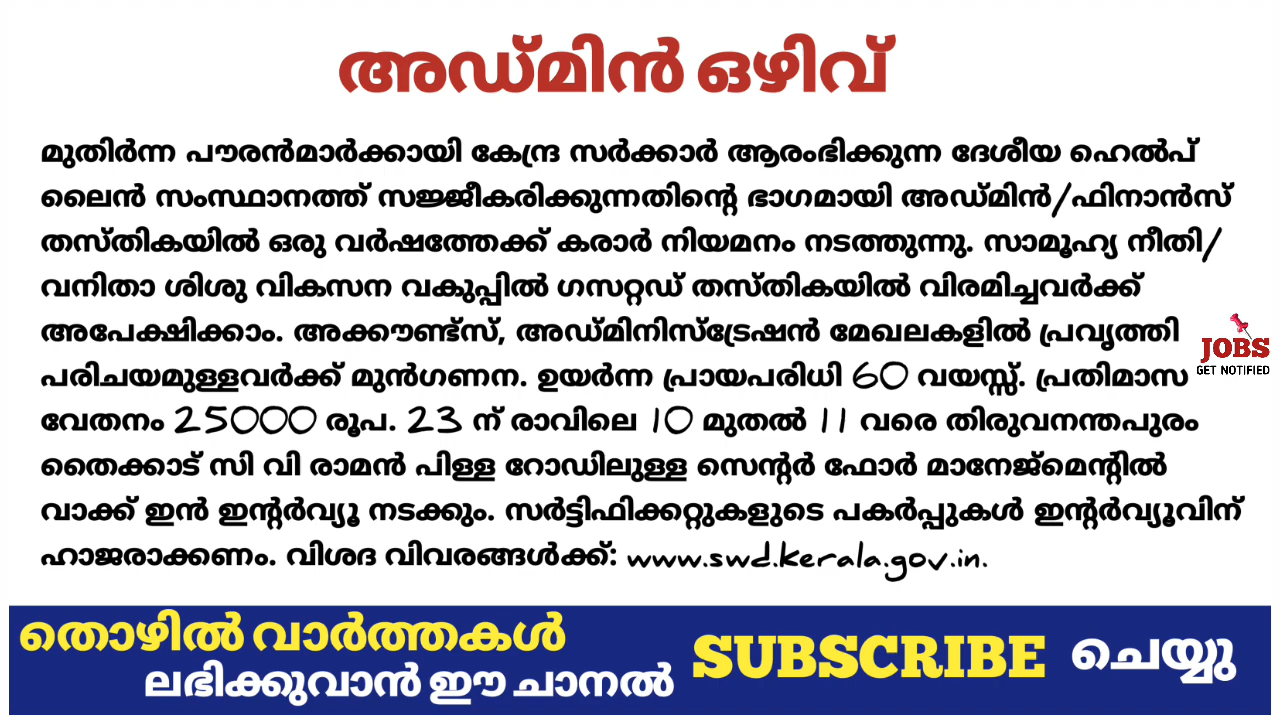 അഡ്മിൻ ഒഴിവ്
മുതിർന്ന പൗരൻമാർക്കായി കേന്ദ്ര സർക്കാർ ആരംഭിക്കുന്ന ദേശീയ ഹെൽപ്
ലൈൻ സംസ്ഥാനത്ത് സജ്ജീകരിക്കുന്നതിന്റെ ഭാഗമായി അഡ്മിൻ/ഫിനാൻസ്
തസ്തികയിൽ ഒരു വർഷത്തേക്ക് കരാർ നിയമനം നടത്തുന്നു. സാമൂഹ്യ നീതി/
വനിതാ ശിശു വികസന വകുപ്പിൽ ഗസറ്റഡ് തസ്തികയിൽ വിരമിച്ചവർക്ക്
അപേക്ഷിക്കാം. അക്കൗണ്ട്സ്, അഡ്മിനിസ്ട്രേഷൻ മേഖലകളിൽ പ്രവൃത്തി
പരിചയമുള്ളവർക്ക് മുൻഗണന. ഉയർന്ന പ്രായപരിധി 60 വയസ്സ്. പ്രതിമാസ
വേതനം 25000 രൂപ. 23 ന് രാവിലെ 10 മുതൽ 11 വരെ തിരുവനന്തപുരം
തൈക്കാട് സി വി രാമൻ പിള്ള റോഡിലുള്ള സെന്റർ ഫോർ മാനേജ്മെന്റിൽ
വാക്ക് ഇൻ ഇന്റർവ്യൂ നടക്കും. സർട്ടിഫിക്കറ്റുകളുടെ പകർപ്പുകൾ ഇന്റർവ്യൂവിന്
ഹാജരാക്കണം. വിശദ വിവരങ്ങൾക്ക്: www.swd.kerala.gov.in.
JOBS
GET NOTIFIED
തൊഴിൽ വാർത്തകൾ
ലഭിക്കുവാൻ ഈ ചാനൽ
SUBSCRIBE ചെയ്യു